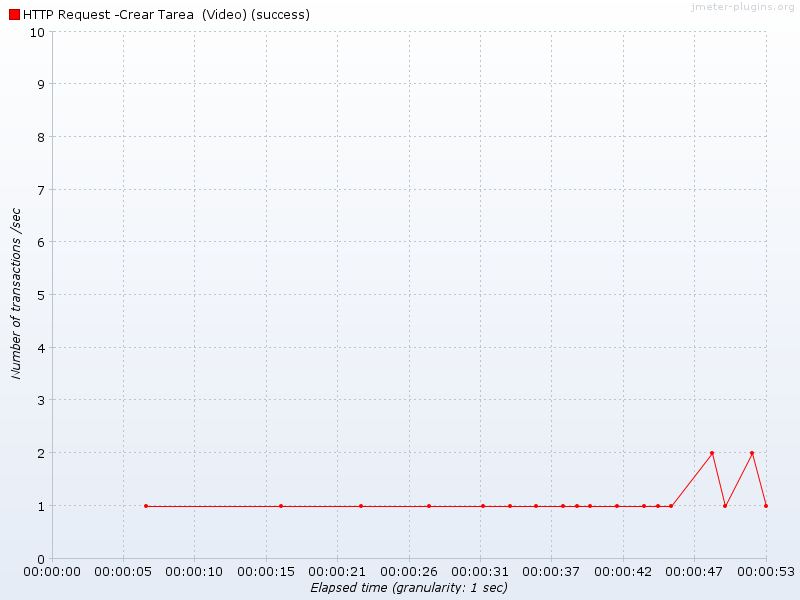 jmeter-plugins.org
HTTP Request -Crear Tarea  (Video) (success)
10
9
8
7
6
5
4
3
2
1
0
Number of transactions /sec
00:00:00 00:00:05 00:00:10 00:00:15 00:00:21 00:00:26 00:00:31 00:00:37 00:00:42 00:00:47 00:00:53
Elapsed time (granularity: 1 sec)